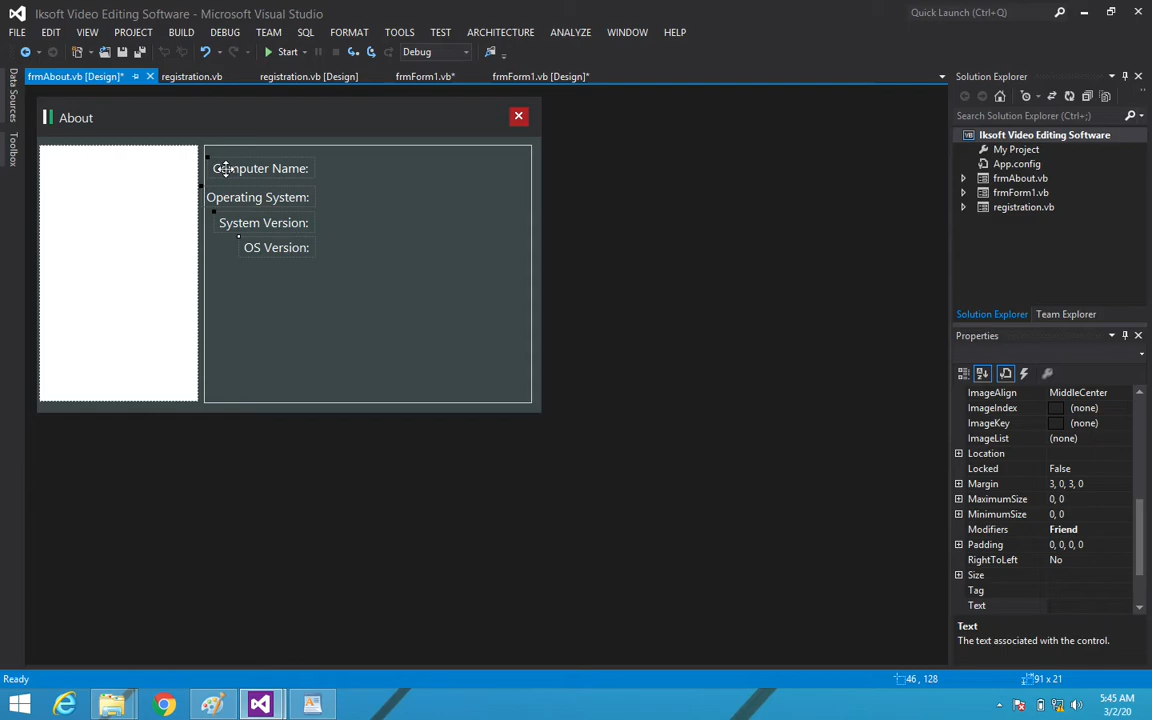 Iksoft Video Editing Software - Microsoft Visual Studio
Quick Launch (Ctrl+Q)
FILE EDIT VIEW PROJECT BUILD DEBUG TEAM SQL FORMAT TOOLS TEST ARCHITECTURE ANALYZE WINDOW HELP
Start Debug
frmAbout.vb [Design]* registration.vb registration.vb [Design] frmForm1.vb* frmForm1.vb [Design]*
Data Sources
Toolbox
About
Computer Name:
Operating System:
System Version:
OS Version:
Solution Explorer
Search Solution Explorer (Ctrl+;)
Iksoft Video Editing Software
My Project
App.config
frmAbout.vb
frmForm1.vb
registration.vb
Solution Explorer Team Explorer
Properties
ImageAlign MiddleCenter
ImageIndex (none)
ImageKey (none)
ImageList (none)
Location
Locked False
Margin 3, 0, 3, 0
MaximumSize 0, 0
MinimumSize 0, 0
Modifiers Friend
Padding 0, 0, 0, 0
RightToLeft No
Size
Tag
Text
Text
The text associated with the control.
Ready 46 , 128 91 x 21
5:45 AM
3/2/20